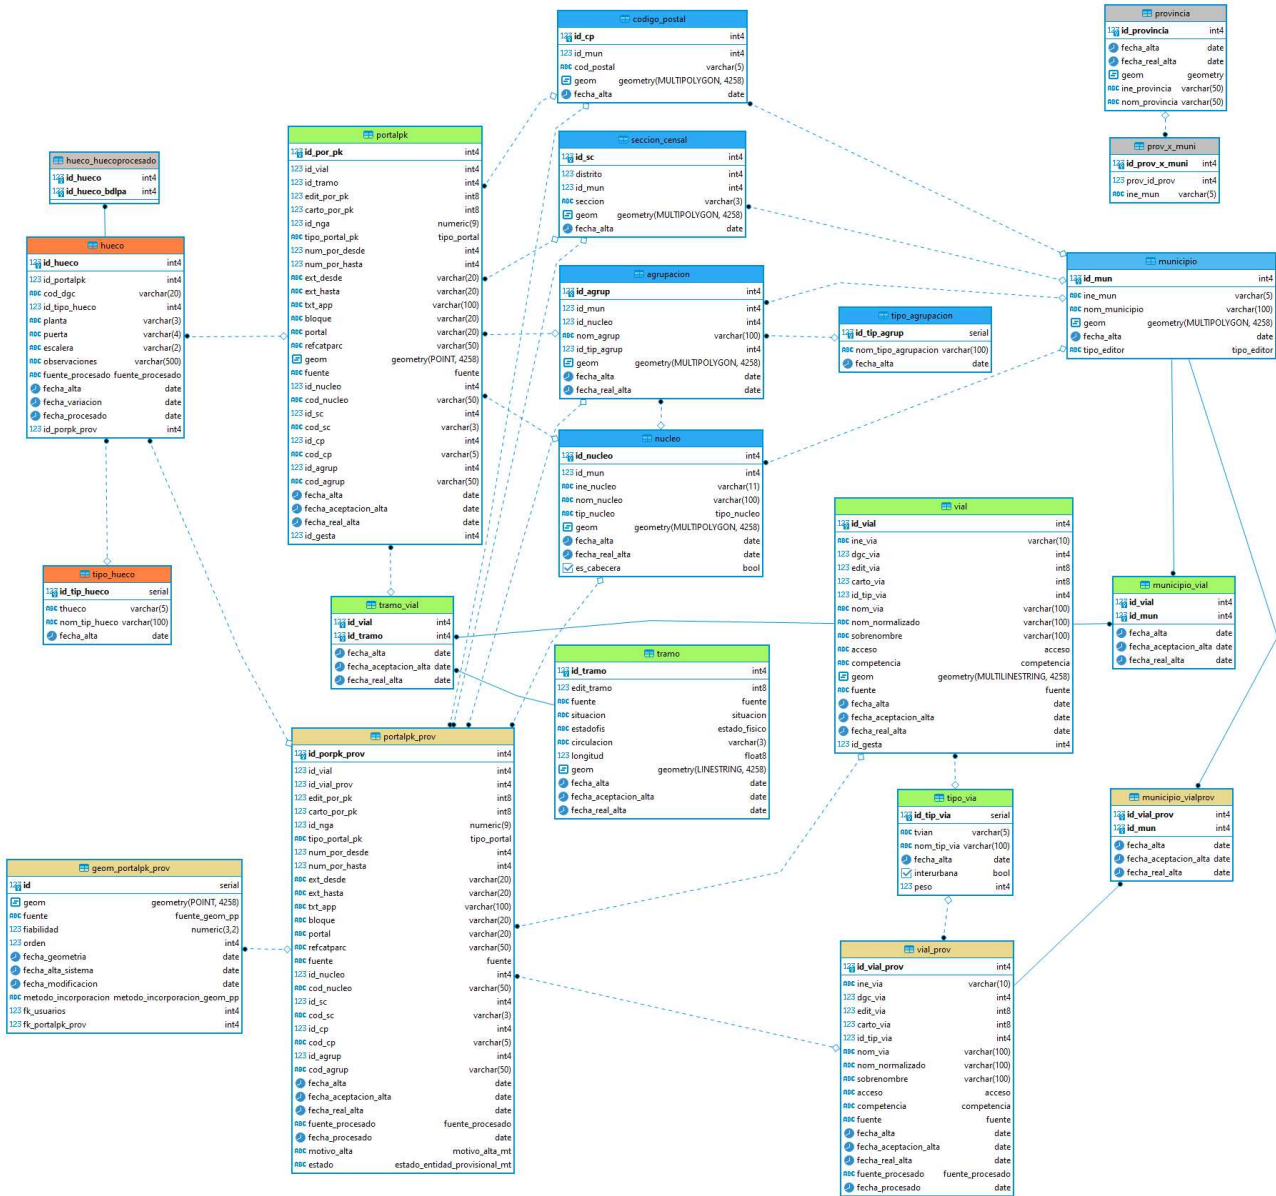 codigo_postal
id_cp int4
id_mun int4
cod_postal varchar(5)
geom geometry(MULTIPOLYGON, 4258)
fecha_alta date
provincia
id_provincia int4
fecha_alta date
fecha_real_alta date
geom geometry
ine_provincia varchar(50)
nom_provincia varchar(50)
prov_x_muni
id_prov_x_muni int4
prov_id_prov int4
ine_mun varchar(5)
hueco_huecoprocesado
id_hueco int4
id_hueco_bdlpa int4
portalpk
id_por_pk int4
id_vial int4
id_tramo int4
edit_por_pk int8
carto_por_pk int8
id_nga numeric(9)
tipo_portal_pk tipo_portal
num_por_desde int4
num_por_hasta int4
ext_desde varchar(20)
ext_hasta varchar(20)
txt_app varchar(100)
bloque varchar(20)
portal varchar(20)
refcatparc varchar(50)
geom geometry(POINT, 4258)
fuente fuente
id_nucleo int4
cod_nucleo varchar(50)
id_sc int4
cod_sc varchar(3)
id_cp int4
cod_cp varchar(5)
id_agrup int4
cod_agrup varchar(50)
fecha_alta date
fecha_aceptacion_alta date
fecha_real_alta date
id_gesta int4
seccion_censal
id_sc int4
distrito int4
id_mun int4
seccion varchar(3)
geom geometry(MULTIPOLYGON, 4258)
fecha_alta date
hueco
id_hueco int4
id_portalpk int4
cod_dgc varchar(20)
id_tipo_hueco int4
planta varchar(3)
puerta varchar(4)
escalera varchar(2)
observaciones varchar(500)
fuente_procesado fuente_procesado
fecha_alta date
fecha_variacion date
fecha_procesado date
id_porpk_prov int4
agrupacion
id_agrup int4
id_mun int4
id_nucleo int4
nom_agrup varchar(100)
id_tip_agrup int4
geom geometry(MULTIPOLYGON, 4258)
fecha_alta date
fecha_real_alta date
tipo_agrupacion
id_tip_agrup serial
nom_tipo_agrupacion varchar(100)
fecha_alta date
municipio
id_mun int4
ine_mun varchar(5)
nom_municipio varchar(100)
geom geometry(MULTIPOLYGON, 4258)
fecha_alta date
tipo_editor tipo_editor
nucleo
id_nucleo int4
id_mun int4
ine_nucleo varchar(11)
nom_nucleo varchar(100)
tip_nucleo tipo_nucleo
geom geometry(MULTIPOLYGON, 4258)
fecha_alta date
fecha_real_alta date
es_cabecera bool
vial
id_vial int4
ine_via varchar(10)
dgc_via int4
edit_via int8
carto_via int8
id_tip_via int4
nom_via varchar(100)
nom_normalizado varchar(100)
sobrenombre varchar(100)
acceso acceso
competencia competencia
geom geometry(MULTILINESTRING, 4258)
fuente fuente
fecha_alta date
fecha_aceptacion_alta date
fecha_real_alta date
id_gesta int4
tipo_hueco
id_tip_hueco serial
thueco varchar(5)
nom_tip_hueco varchar(100)
fecha_alta date
tramo_vial
id_vial int4
id_tramo int4
fecha_alta date
fecha_aceptacion_alta date
fecha_real_alta date
municipio_vial
id_vial int4
id_mun int4
fecha_alta date
fecha_aceptacion_alta date
fecha_real_alta date
tramo
id_tramo int4
edit_tramo int8
fuente fuente
situacion situacion
estadofis estado_fisico
circulacion varchar(3)
longitud float8
geom geometry(LINESTRING, 4258)
fecha_alta date
fecha_aceptacion_alta date
fecha_real_alta date
portalpk_prov
id_porpk_prov int4
id_vial int4
id_vial_prov int4
edit_por_pk int8
carto_por_pk int8
id_nga numeric(9)
tipo_portal_pk tipo_portal
num_por_desde int4
num_por_hasta int4
ext_desde varchar(20)
ext_hasta varchar(20)
txt_app varchar(100)
bloque varchar(20)
portal varchar(20)
refcatparc varchar(50)
fuente fuente
id_nucleo int4
cod_nucleo varchar(50)
id_sc int4
cod_sc varchar(3)
id_cp int4
cod_cp varchar(5)
id_agrup int4
cod_agrup varchar(50)
fecha_alta date
fecha_aceptacion_alta date
fecha_real_alta date
fuente_procesado fuente_procesado
fecha_procesado date
motivo_alta motivo_alta_mt
estado estado_entidad_provisional_mt
tipo_via
id_tip_via serial
tvian varchar(5)
nom_tip_via varchar(100)
fecha_alta date
interurbana bool
peso int4
municipio_vialprov
id_vial_prov int4
id_mun int4
fecha_alta date
fecha_aceptacion_alta date
fecha_real_alta date
geom_portalpk_prov
id serial
geom geometry(POINT, 4258)
fuente fuente_geom_pp
fiabilidad numeric(3,2)
orden int4
fecha_geometria date
fecha_alta_sistema date
fecha_modificacion date
metodo_incorporacion metodo_incorporacion_geom_pp
fk_usuarios int4
fk_portalpk_prov int4
vial_prov
id_vial_prov int4
ine_via varchar(10)
dgc_via int4
edit_via int8
carto_via int8
id_tip_via int4
nom_via varchar(100)
nom_normalizado varchar(100)
sobrenombre varchar(100)
acceso acceso
competencia competencia
fuente fuente
fecha_alta date
fecha_aceptacion_alta date
fecha_real_alta date
fuente_procesado fuente_procesado
fecha_procesado date